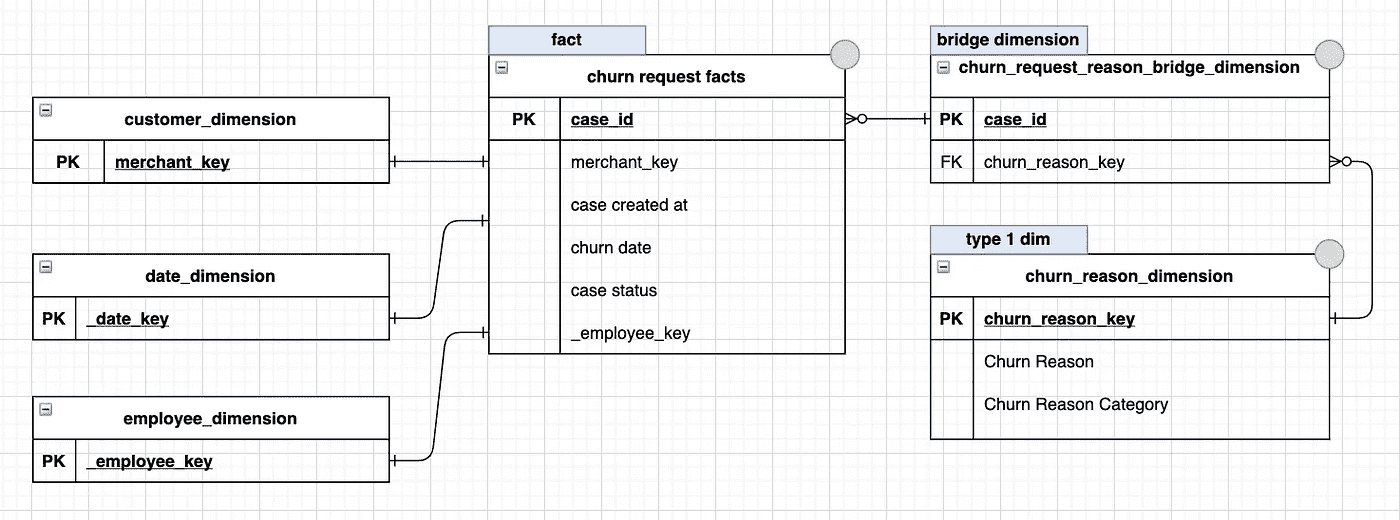 customer_dimension
PK merchant_key
date_dimension
PK _date_key
employee_dimension
PK _employee_key
fact
churn request facts
PK case_id
merchant_key
case created at
churn date
case status
_employee_key
bridge dimension
churn_request_reason_bridge_dimension
PK case_id
FK churn_reason_key
type 1 dim
churn_reason_dimension
PK churn_reason_key
Churn Reason
Churn Reason Category